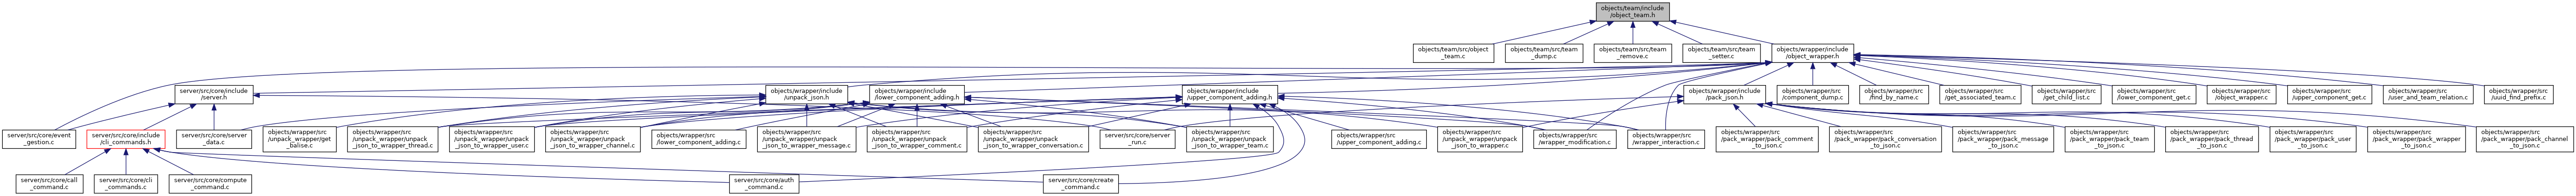 objects/team/include
/object_team.h
objects/team/src/object
_team.c
objects/team/src/team
_dump.c
objects/team/src/team
_remove.c
objects/team/src/team
_setter.c
objects/wrapper/include
/object_wrapper.h
server/src/core/include
/server.h
objects/wrapper/include
/unpack_json.h
objects/wrapper/include
/lower_component_adding.h
objects/wrapper/include
/upper_component_adding.h
objects/wrapper/include
/pack_json.h
objects/wrapper/src
/component_dump.c
objects/wrapper/src
/find_by_name.c
objects/wrapper/src
/get_associated_team.c
objects/wrapper/src
/get_child_list.c
objects/wrapper/src
/lower_component_get.c
objects/wrapper/src
/object_wrapper.c
objects/wrapper/src
/upper_component_get.c
objects/wrapper/src
/user_and_team_relation.c
objects/wrapper/src
/uuid_find_prefix.c
server/src/core/event
_gestion.c
server/src/core/include
/cli_commands.h
server/src/core/server
_data.c
objects/wrapper/src
/unpack_wrapper/get
_balise.c
objects/wrapper/src
/unpack_wrapper/unpack
_json_to_wrapper_thread.c
objects/wrapper/src
/unpack_wrapper/unpack
_json_to_wrapper_user.c
objects/wrapper/src
/unpack_wrapper/unpack
_json_to_wrapper_channel.c
objects/wrapper/src
/lower_component_adding.c
objects/wrapper/src
/unpack_wrapper/unpack
_json_to_wrapper_message.c
objects/wrapper/src
/unpack_wrapper/unpack
_json_to_wrapper_comment.c
objects/wrapper/src
/unpack_wrapper/unpack
_json_to_wrapper_conversation.c
server/src/core/server
_run.c
objects/wrapper/src
/unpack_wrapper/unpack
_json_to_wrapper_team.c
objects/wrapper/src
/upper_component_adding.c
objects/wrapper/src
/unpack_wrapper/unpack
_json_to_wrapper.c
objects/wrapper/src
/wrapper_modification.c
objects/wrapper/src
/wrapper_interaction.c
objects/wrapper/src
/pack_wrapper/pack_comment
_to_json.c
objects/wrapper/src
/pack_wrapper/pack_conversation
_to_json.c
objects/wrapper/src
/pack_wrapper/pack_message
_to_json.c
objects/wrapper/src
/pack_wrapper/pack_team
_to_json.c
objects/wrapper/src
/pack_wrapper/pack_thread
_to_json.c
objects/wrapper/src
/pack_wrapper/pack_user
_to_json.c
objects/wrapper/src
/pack_wrapper/pack_wrapper
_to_json.c
objects/wrapper/src
/pack_wrapper/pack_channel
_to_json.c
server/src/core/call
_command.c
server/src/core/cli
_commands.c
server/src/core/compute
_command.c
server/src/core/auth
_command.c
server/src/core/create
_command.c